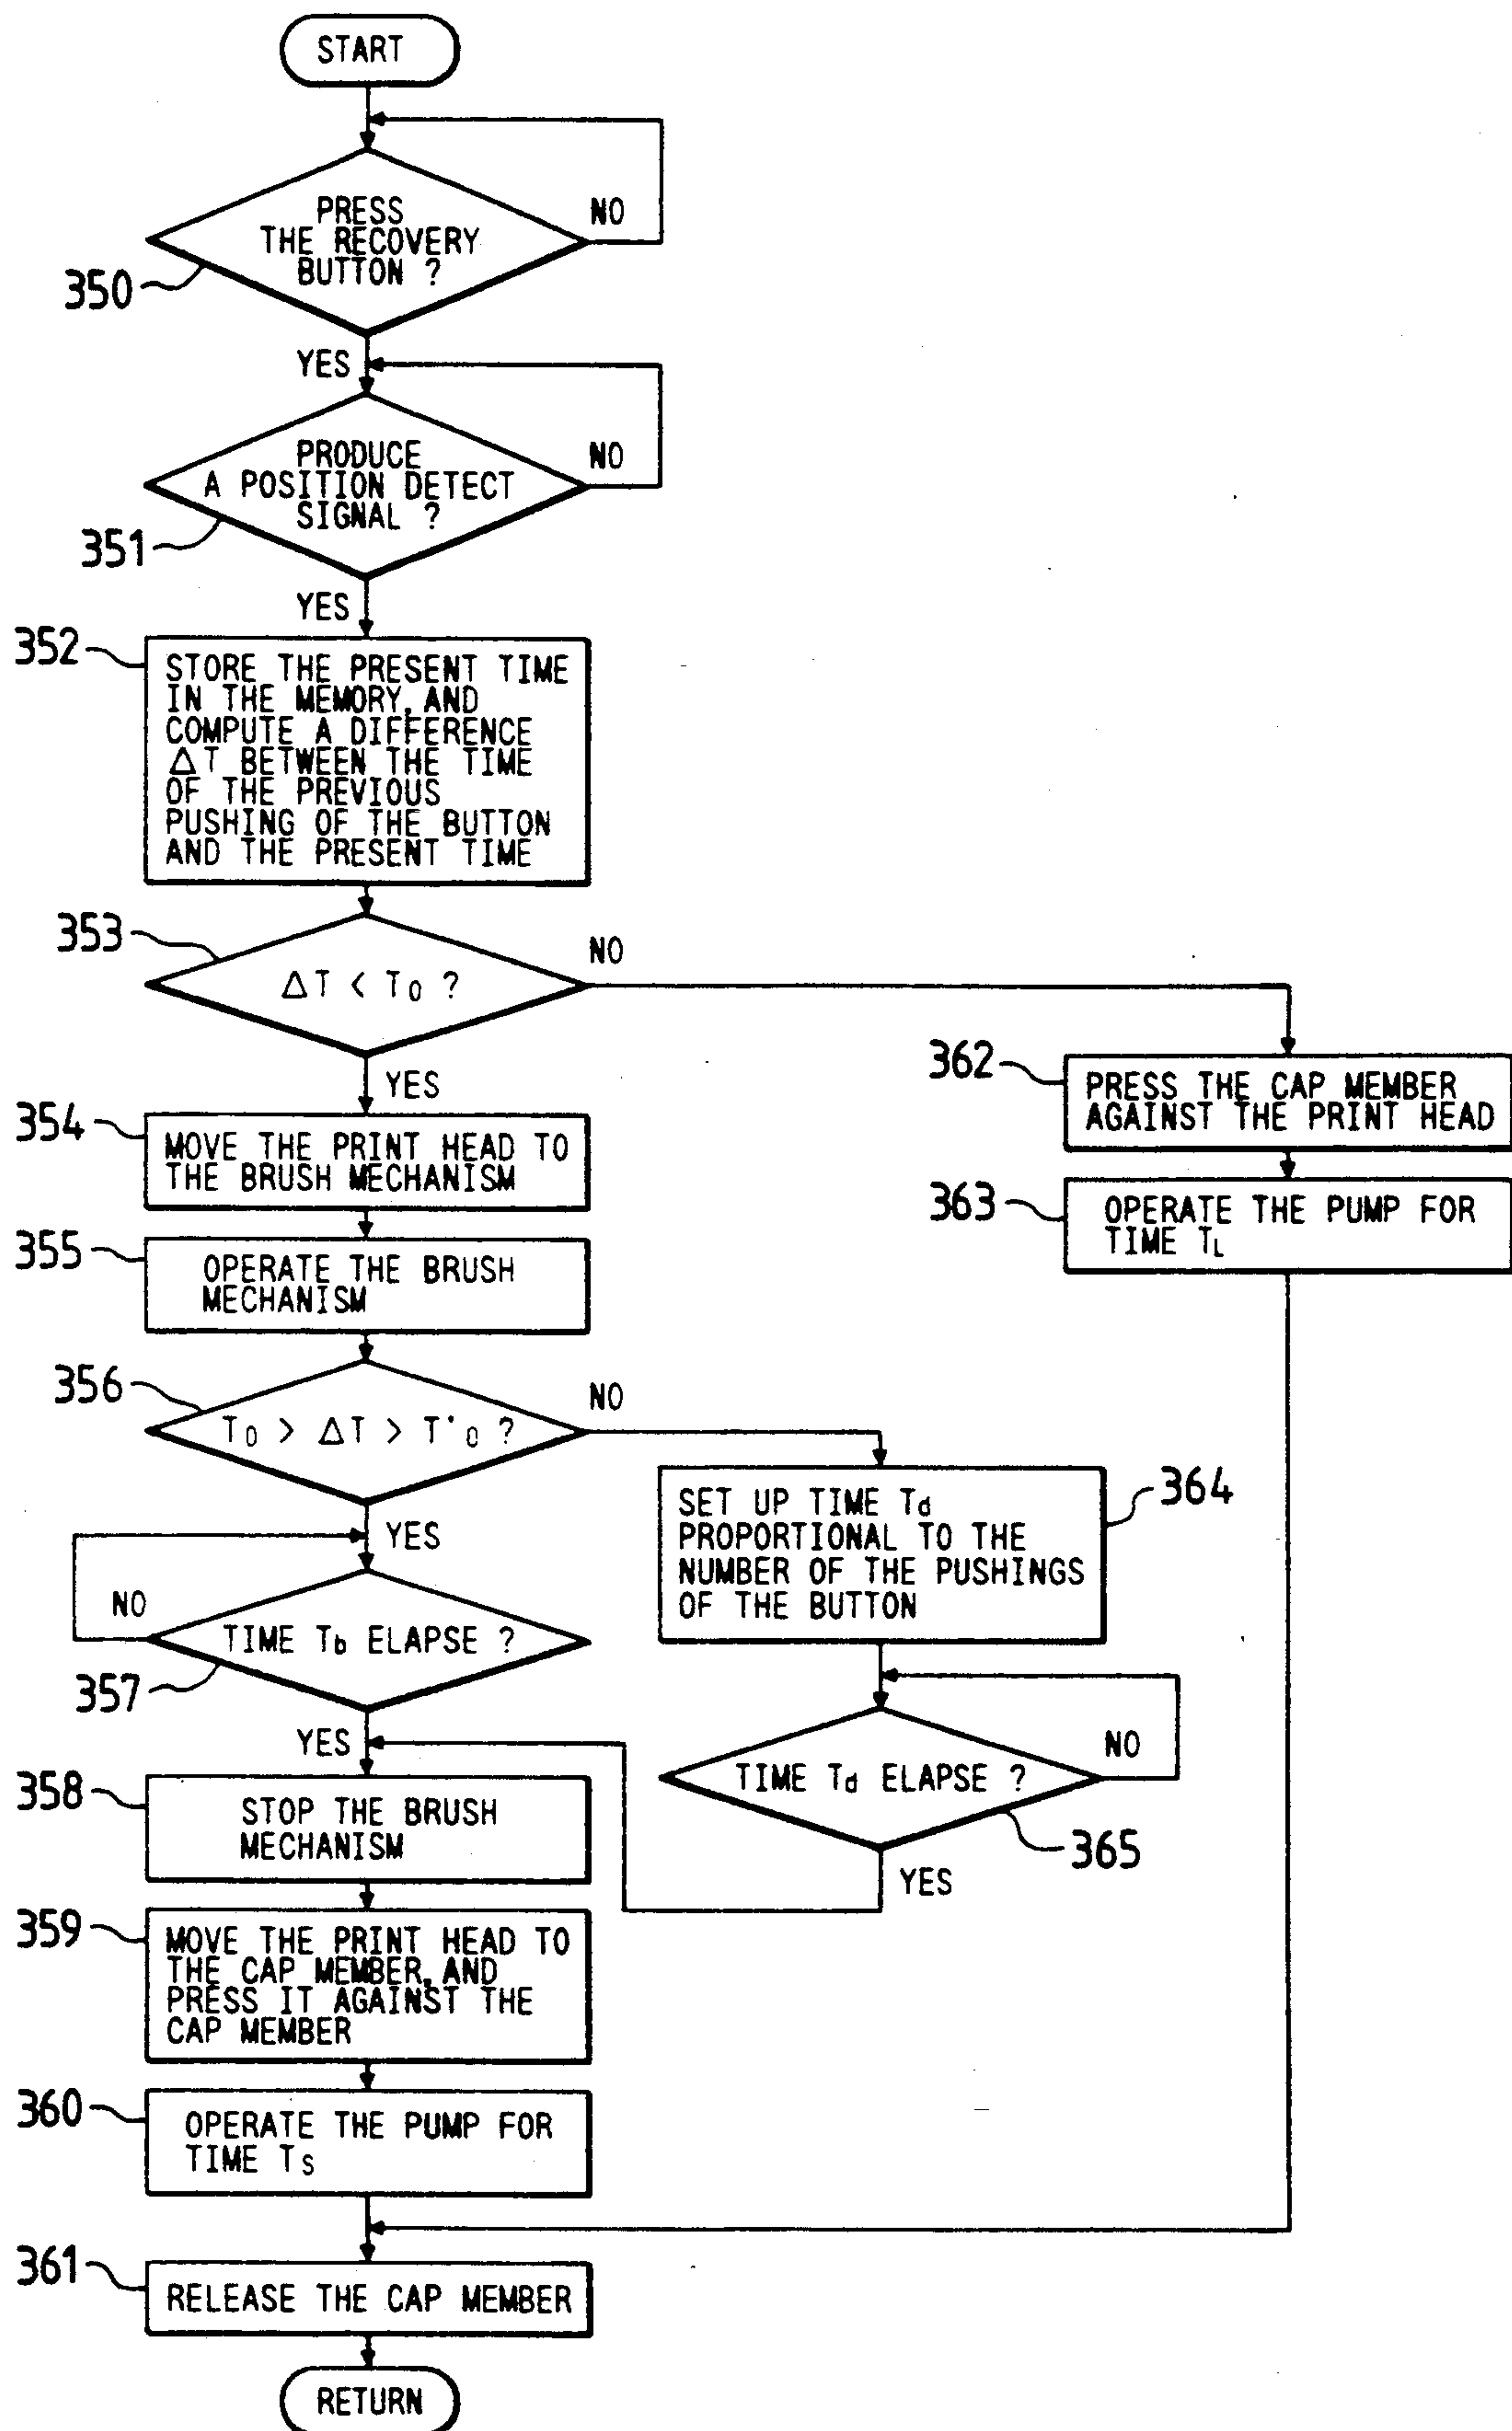 START
PRESS
THE RECOVERY
BUTTON ?
NO
350
YES
PRODUCE
A POSITION DETECT
SIGNAL ?
NO
351
YES
352
STORE THE PRESENT TIME
IN THE MEMORY, AND
COMPUTE A DIFFERENCE
ΔT BETWEEN THE TIME
OF THE PREVIOUS
PUSHING OF THE BUTTON
AND THE PRESENT TIME
353
ΔT < T0 ?
NO
YES
362
PRESS THE CAP MEMBER
AGAINST THE PRINT HEAD
363
OPERATE THE PUMP FOR
TIME TL
354
MOVE THE PRINT HEAD TO
THE BRUSH MECHANISM
355
OPERATE THE BRUSH
MECHANISM
356
T0 > ΔT > T'0 ?
NO
YES
364
SET UP TIME Td
PROPORTIONAL TO THE
NUMBER OF THE PUSHINGS
OF THE BUTTON
NO
TIME Tb ELAPSE ?
357
YES
TIME Td ELAPSE ?
NO
365
YES
358
STOP THE BRUSH
MECHANISM
359
MOVE THE PRINT HEAD TO
THE CAP MEMBER, AND
PRESS IT AGAINST THE
CAP MEMBER
360
OPERATE THE PUMP FOR
TIME TS
361
RELEASE THE CAP MEMBER
RETURN